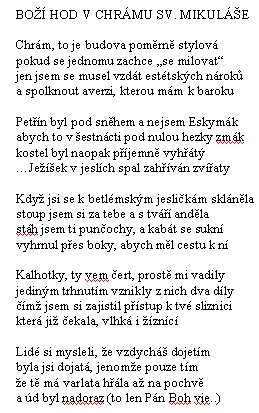 BOŽÍ HOD V CHRÁMU SV. MIKULÁŠE
Chrám, to je budova poměrně stylová
pokud se jednomu zachce „se milovat“
jen jsem se musel vzdát estétských nároků
a spolknout averzi, kterou mám k baroku
Petřín byl pod sněhem a nejsem Eskymák
abych to v šestnácti pod nulou hezky zmák
kostel byl naopak příjemně vyhřátý
…Ježíšek v jeslích spal zahříván zvířaty
Když jsi se k betlémským jesličkám skláněla
stoup jsem si za tebe a s tváří anděla
stáh jsem ti punčochy, a kabát se sukní
vyhrnul přes boky, abych měl cestu k ní
Kalhotky, ty vem čert, prostě mi vadily
jediným trhnutím vznikly z nich dva díly
čímž jsem si zajistil přístup k tvé sliznici
která již čekala, vlhká i žíznící
Lidé si mysleli, že vzdycháš dojetím
byla jsi dojatá, jenomže pouze tím
že tě má varlata hřála až na pochvě
a úd byl nadoraz (to len Pán Boh vie..)